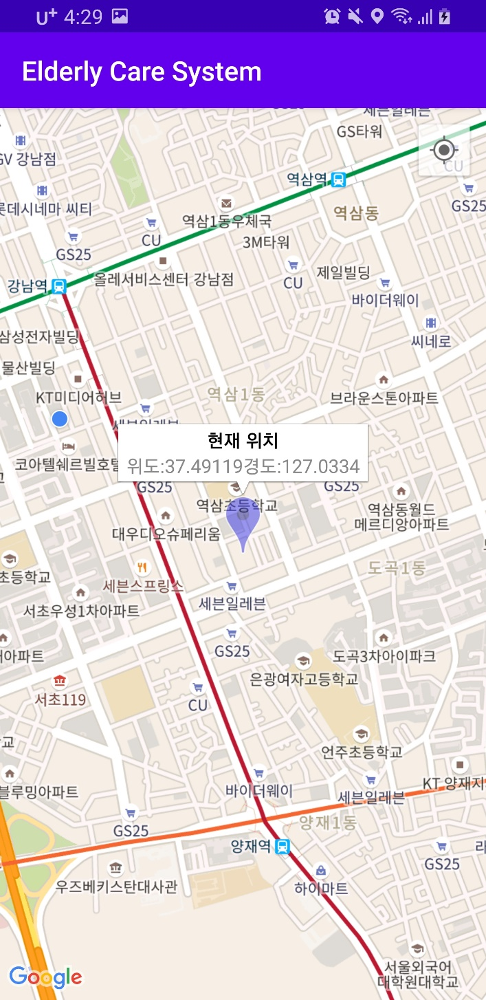 U+ 4:29
Elderly Care System
세븐일레븐
GS타워
GV 강남점
CU
역삼역
롯데시네마 씨티
역삼동
GS25
역삼1동우체국
CU
3M타워
GS25
올레서비스센터 강남점
제일빌딩
CU
강남역
바이더웨이
삼성전자빌딩
씨네로
물산빌딩
KT미디어허브
역삼1동
브라운스톤아파트
세븐일레븐
현재 위치
위도:37.49119경도:127.0334
코아텔쉐르빌호텔
GS25
GS25
역삼초등학교
역삼동월드
메르디앙아파트
대우디오슈페리움
초등학교
도곡1동
세븐스프링스
서초우성1차아파트
세븐일레븐
GS25
아파트
도곡3차아이파크
은광여자고등학교
서초119
CU
교
언주초등학교
KT 양재지
블루밍아파트
바이더웨이
세븐일레븐
GS25
양재1동
양재역
라
GS25
우즈베키스탄대사관
하이마트
서울외국어
대학원대학교
Google